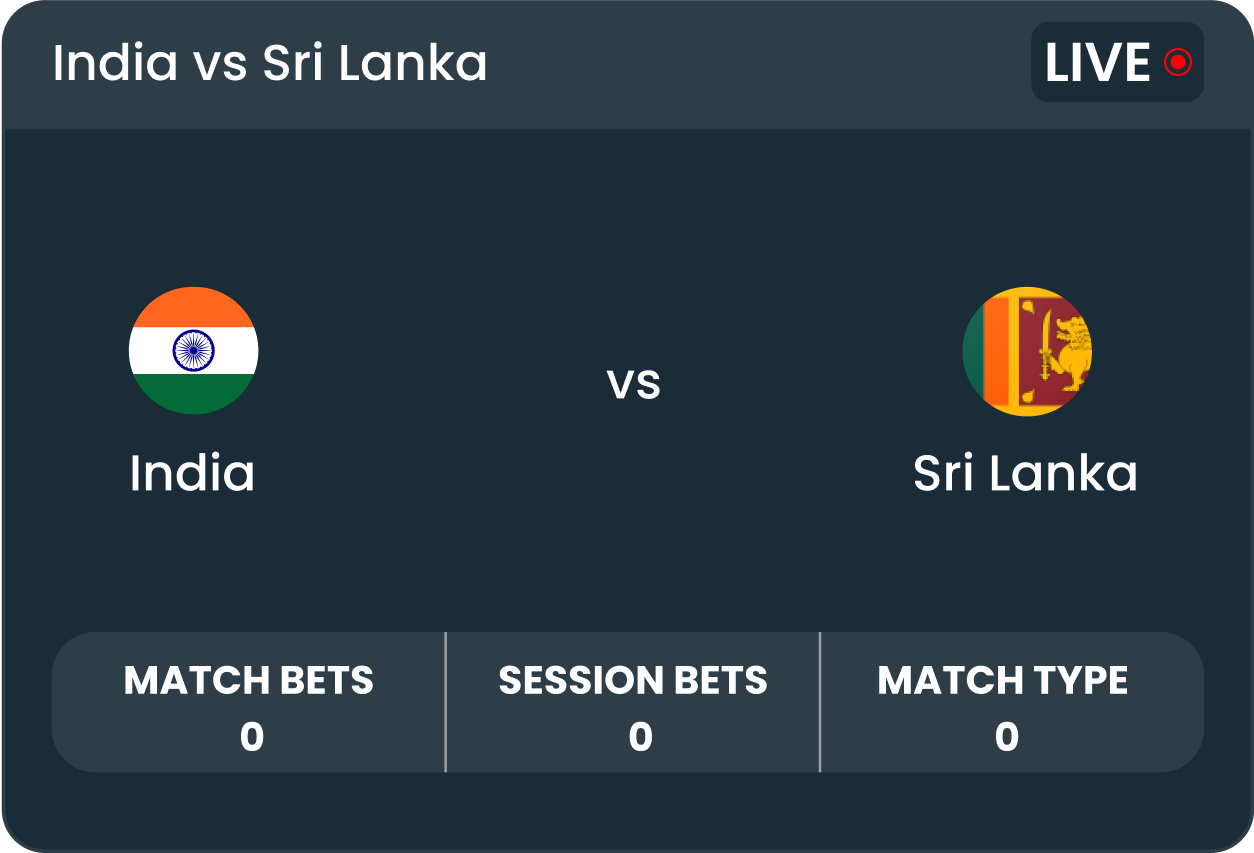 India vs Sri Lanka
LIVE
vs
India
Sri Lanka
MATCH BETS
SESSION BETS
MATCH TYPE
0
0
0